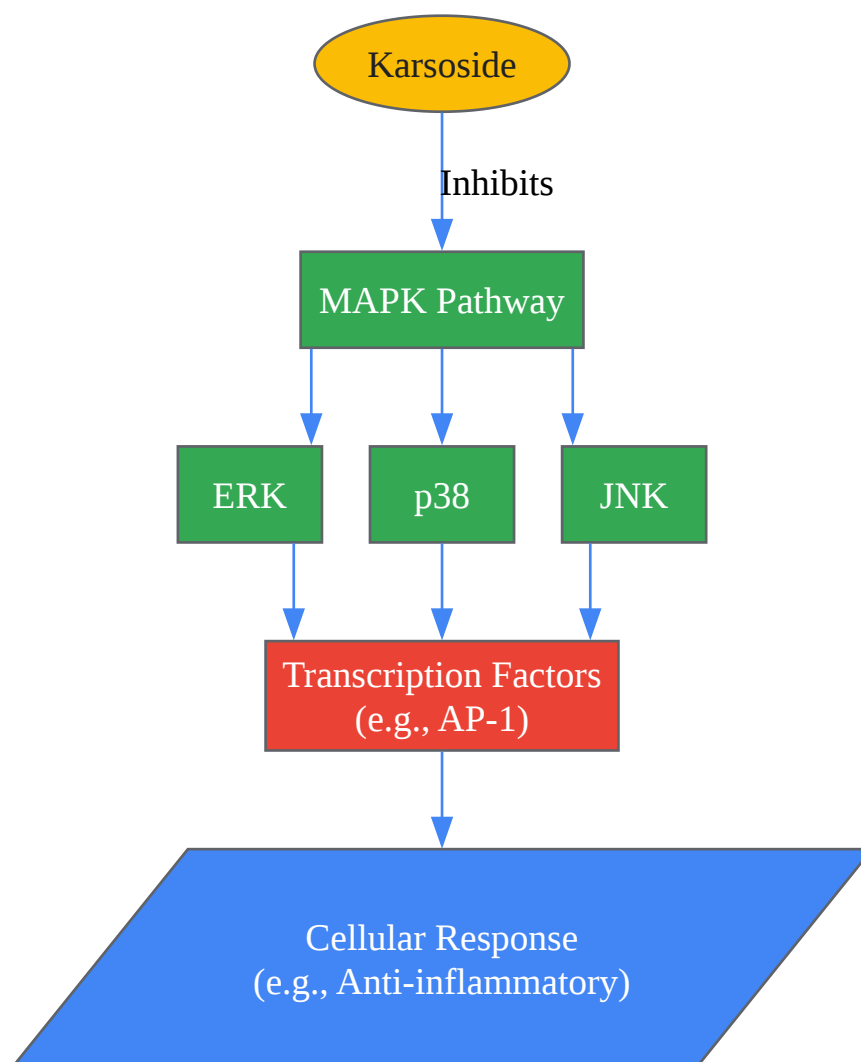 Karsoside
Inhibits
MAPK Pathway
ERK
p38
JNK
Transcription Factors
(e.g., AP-1)
Cellular Response
(e.g., Anti-inflammatory)